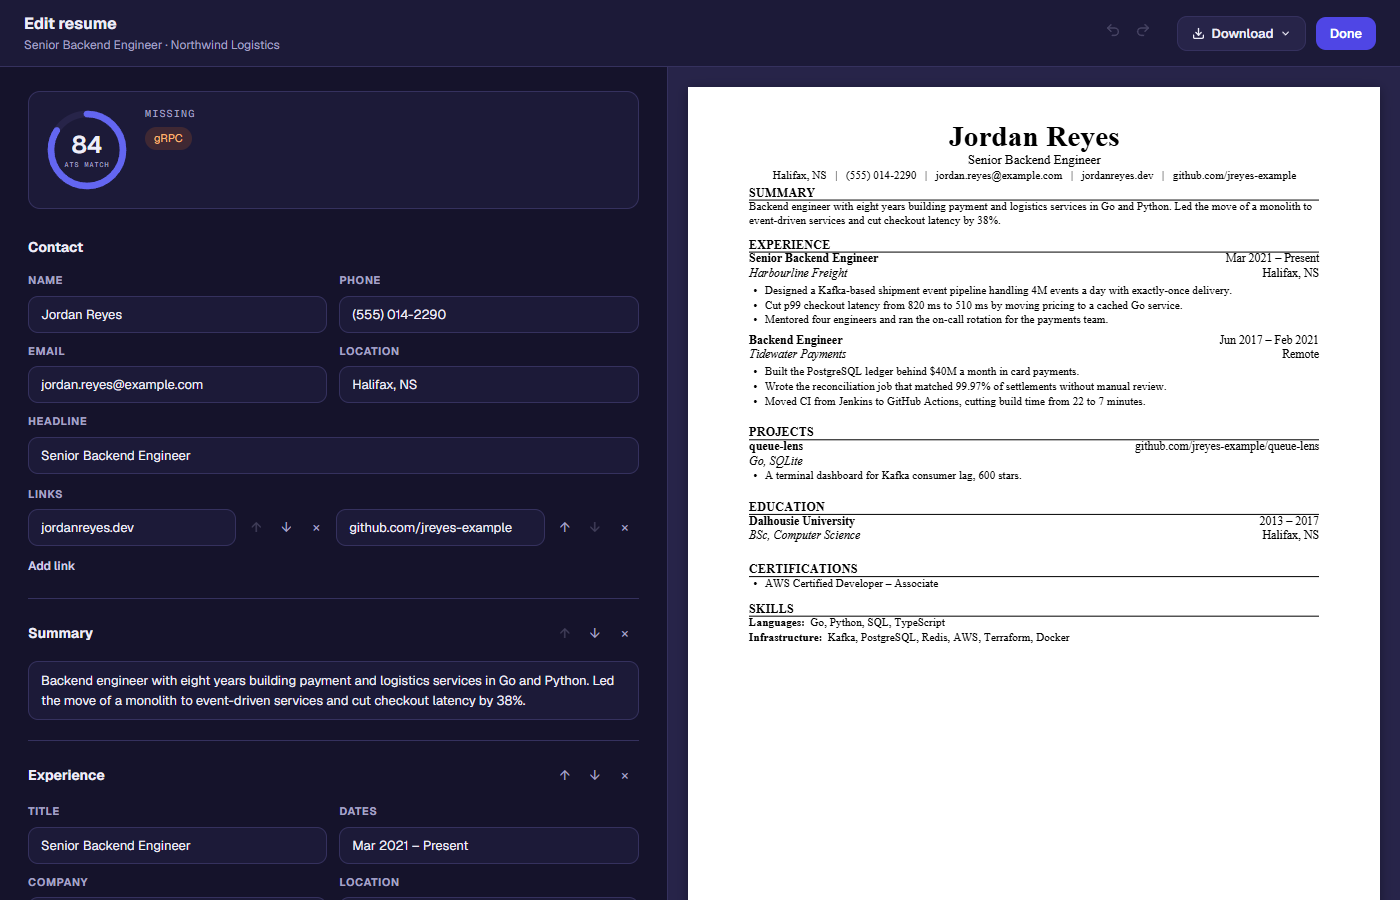 Edit resume
Senior Backend Engineer · Northwind Logistics
Download
Done
84
ATS MATCH
MISSING
gRPC
Contact
NAME
PHONE
Jordan Reyes
(555) 014-2290
EMAIL
LOCATION
jordan.reyes@example.com
Halifax, NS
HEADLINE
Senior Backend Engineer
LINKS
jordanreyes.dev
github.com/jreyes-example
Add link
Summary
Backend engineer with eight years building payment and logistics services in Go and Python. Led
the move of a monolith to event-driven services and cut checkout latency by 38%.
Experience
TITLE
DATES
Senior Backend Engineer
Mar 2021 – Present
COMPANY
LOCATION
Jordan Reyes
Senior Backend Engineer
Halifax, NS | (555) 014-2290 | jordan.reyes@example.com | jordanreyes.dev | github.com/jreyes-example
SUMMARY
Backend engineer with eight years building payment and logistics services in Go and Python. Led the move of a monolith to
event-driven services and cut checkout latency by 38%.
EXPERIENCE
Senior Backend Engineer Mar 2021 – Present
Harbourline Freight Halifax, NS
• Designed a Kafka-based shipment event pipeline handling 4M events a day with exactly-once delivery.
• Cut p99 checkout latency from 820 ms to 510 ms by moving pricing to a cached Go service.
• Mentored four engineers and ran the on-call rotation for the payments team.
Backend Engineer Jun 2017 – Feb 2021
Tidewater Payments Remote
• Built the PostgreSQL ledger behind $40M a month in card payments.
• Wrote the reconciliation job that matched 99.97% of settlements without manual review.
• Moved CI from Jenkins to GitHub Actions, cutting build time from 22 to 7 minutes.
PROJECTS
queue-lens github.com/jreyes-example/queue-lens
Go, SQLite
• A terminal dashboard for Kafka consumer lag, 600 stars.
EDUCATION
Dalhousie University 2013 – 2017
BSc, Computer Science Halifax, NS
CERTIFICATIONS
• AWS Certified Developer – Associate
SKILLS
Languages: Go, Python, SQL, TypeScript
Infrastructure: Kafka, PostgreSQL, Redis, AWS, Terraform, Docker